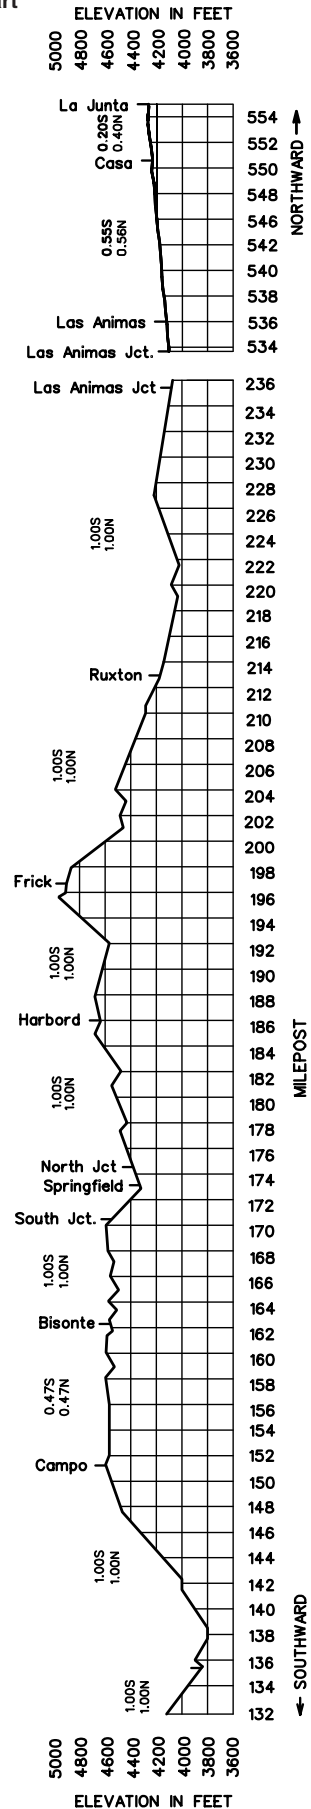 art
ELEVATION IN FEET
5000 4800 4600 4400 4200 4000 3800 3600
La Junta
554
0.20S
0.40N
552
Casa
550
548
546
0.55S
0.56N
542
540
538
Las Animas
536
Las Animas Jct.
534
NORTHWARD →
Las Animas Jct
236
234
232
230
228
226
1.00S
1.00N
224
222
220
218
216
Ruxton
214
212
210
208
1.00S
1.00N
206
204
202
200
Frick
198
196
194
192
1.00S
1.00N
190
188
Harbord
186
184
182
1.00S
1.00N
180
178
176
North Jct
Springfield
174
172
South Jct.
170
168
1.00S
1.00N
166
164
Bisonte
162
160
158
0.47S
0.47N
156
154
152
Campo
150
148
146
1.00S
1.00N
144
142
140
138
136
134
1.00S
1.00N
132
MILEPOST
← SOUTHWARD
5000 4800 4600 4400 4200 4000 3800 3600
ELEVATION IN FEET